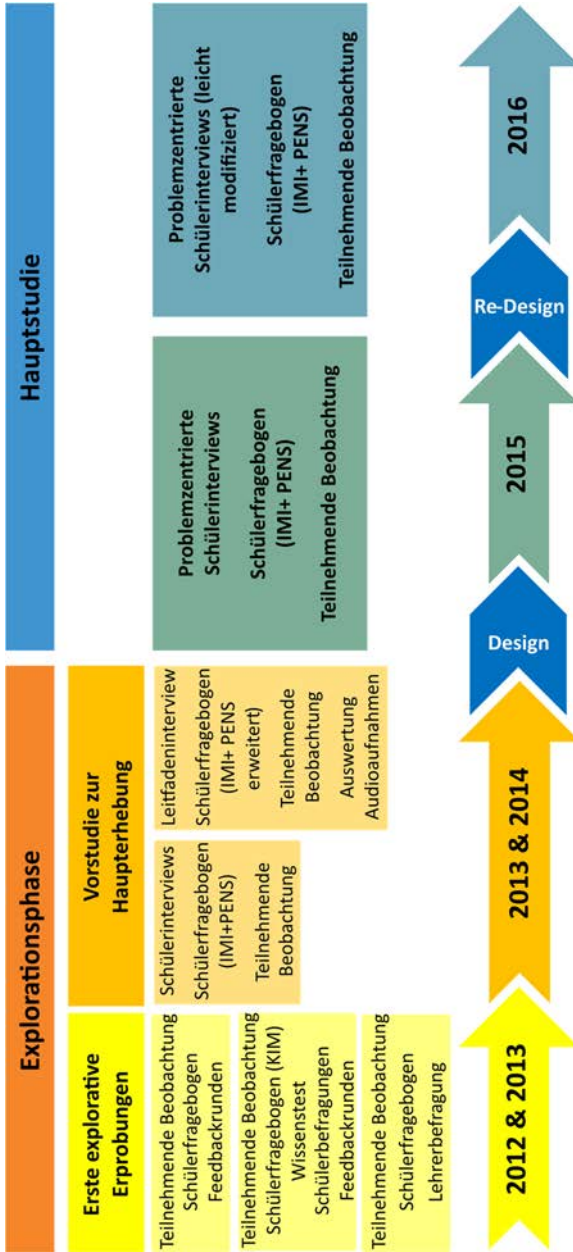 Explorationsphase
Hauptstudie
Erste explorative
Erprobungen
Vorstudie zur
Haupterhebung
Teilnehmende Beobachtung
Schülerfragebogen
Feedbackrunden
Teilnehmende Beobachtung
Schülerfragebogen (KIM)
Wissenstest
Schülerbefragungen
Feedbackrunden
Teilnehmende Beobachtung
Schülerfragebogen
Lehrerbefragung
Schülerinterviews
Schülerfragebogen
(IMI+PENS)
Teilnehmende
Beobachtung
Leitfadeninterview
Schülerfragebogen
(IMI+ PENS
erweitert)
Teilnehmende
Beobachtung
Auswertung
Audioaufnahmen
Problemzentrierte
Schülerinterviews
Schülerfragebogen
(IMI+ PENS)
Teilnehmende Beobachtung
Problemzentrierte
Schülerinterviews (leicht
modifiziert)
Schülerfragebogen
(IMI+ PENS)
Teilnehmende Beobachtung
2012 & 2013
2013 & 2014
Design
2015
Re-Design
2016